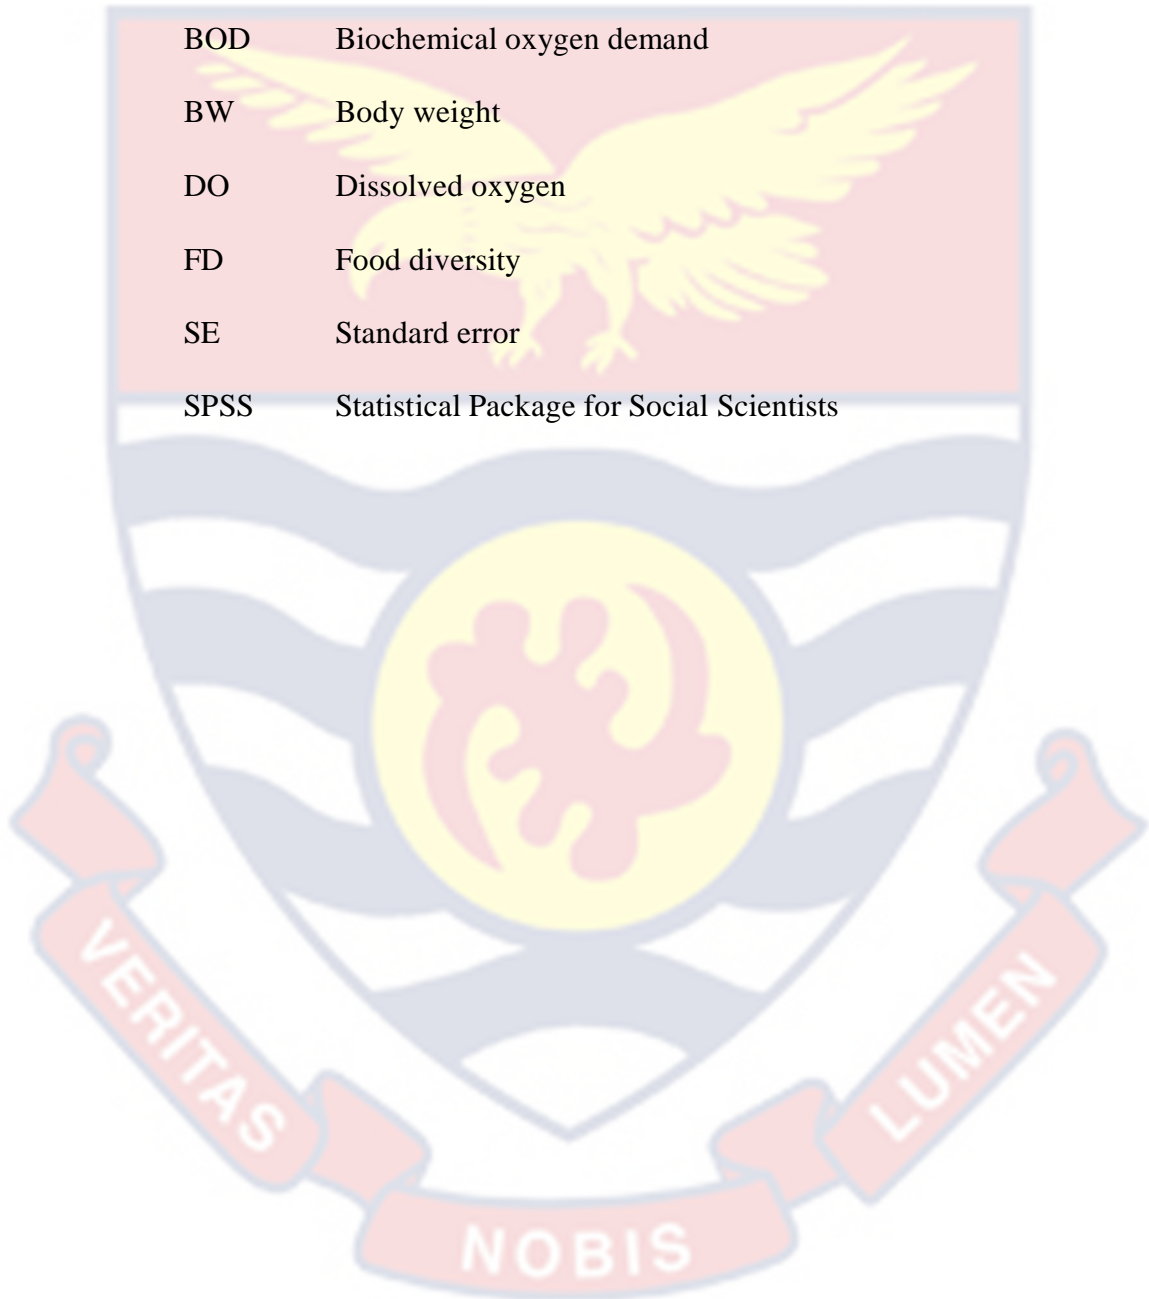 BOD Biochemical oxygen demand
BW Body weight
DO Dissolved oxygen
FD Food diversity
SE Standard error
SPSS Statistical Package for Social Scientists
VERITAS
NOBIS
LUMEN